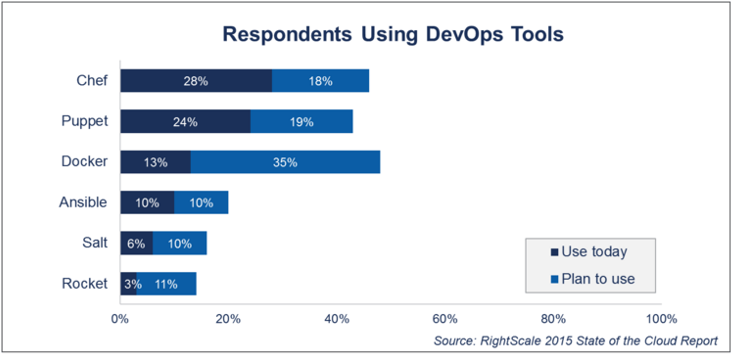 Respondents Using DevOps Tools
Chef 28% 18%
Puppet 24% 19%
Docker 13% 35%
Ansible 10% 10%
Salt 6% 10%
Rocket 3% 11%
Use today
Plan to use
0% 20% 40% 60% 80% 100%
Source: RightScale 2015 State of the Cloud Report